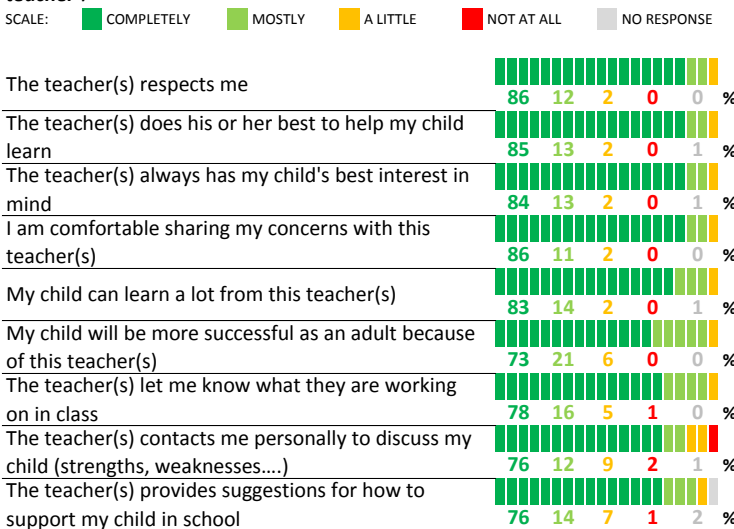 teacher?
SCALE: COMPLETELY MOSTLY A LITTLE NOT AT ALL NO RESPONSE
The teacher(s) respects me
86 12 2 0 0 %
The teacher(s) does his or her best to help my child
learn
85 13 2 0 1 %
The teacher(s) always has my child's best interest in
mind
84 13 2 0 1 %
I am comfortable sharing my concerns with this
teacher(s)
86 11 2 0 0 %
My child can learn a lot from this teacher(s)
83 14 2 0 1 %
My child will be more successful as an adult because
of this teacher(s)
73 21 6 0 0 %
The teacher(s) let me know what they are working
on in class
78 16 5 1 0 %
The teacher(s) contacts me personally to discuss my
child (strengths, weaknesses....)
76 12 9 2 1 %
The teacher(s) provides suggestions for how to
support my child in school
76 14 7 1 2 %